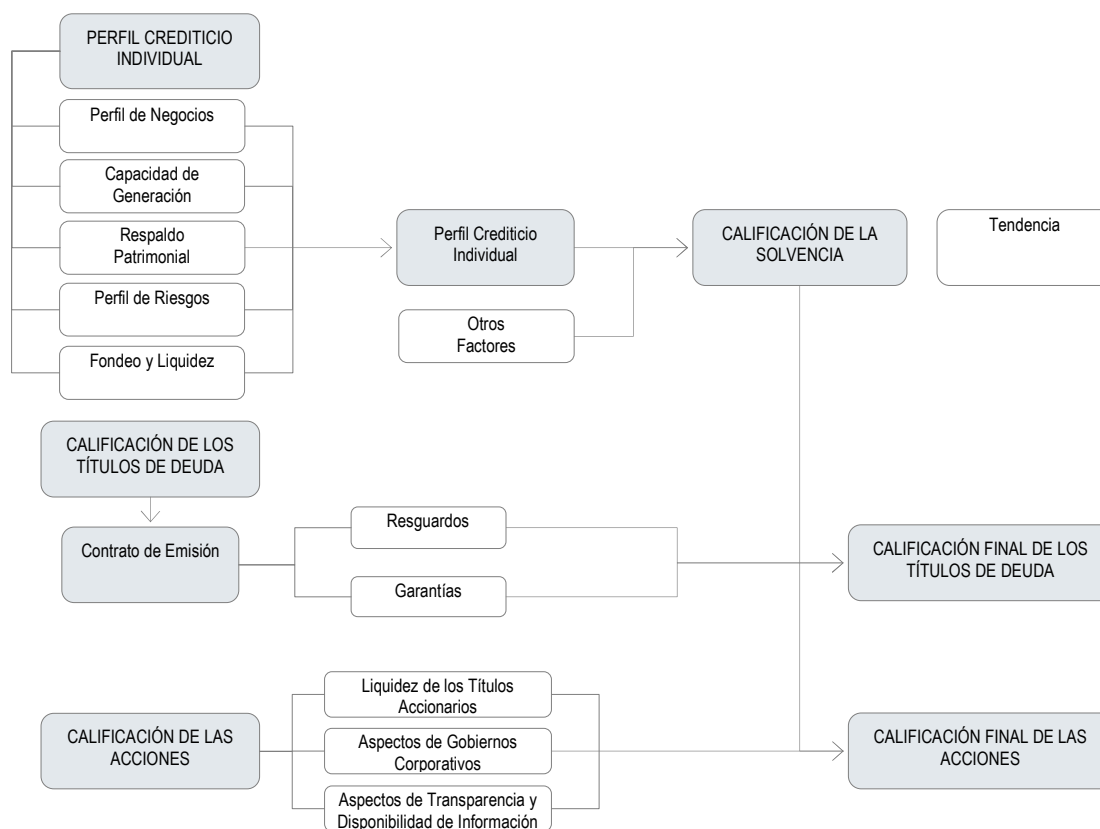 PERFIL CREDITICIO
INDIVIDUAL
Perfil de Negocios
Capacidad de
Generación
Respaldo
Patrimonial
Perfil de Riesgos
Fondeo y Liquidez
Perfil Crediticio
Individual
Otros
Factores
CALIFICACIÓN DE LA
SOLVENCIA
Tendencia
CALIFICACIÓN DE LOS
TÍTULOS DE DEUDA
Contrato de Emisión
Resguardos
Garantías
CALIFICACIÓN FINAL DE LOS
TÍTULOS DE DEUDA
CALIFICACIÓN DE LAS
ACCIONES
Liquidez de los Títulos
Accionarios
Aspectos de Gobiernos
Corporativos
Aspectos de Transparencia y
Disponibilidad de Información
CALIFICACIÓN FINAL DE LAS
ACCIONES